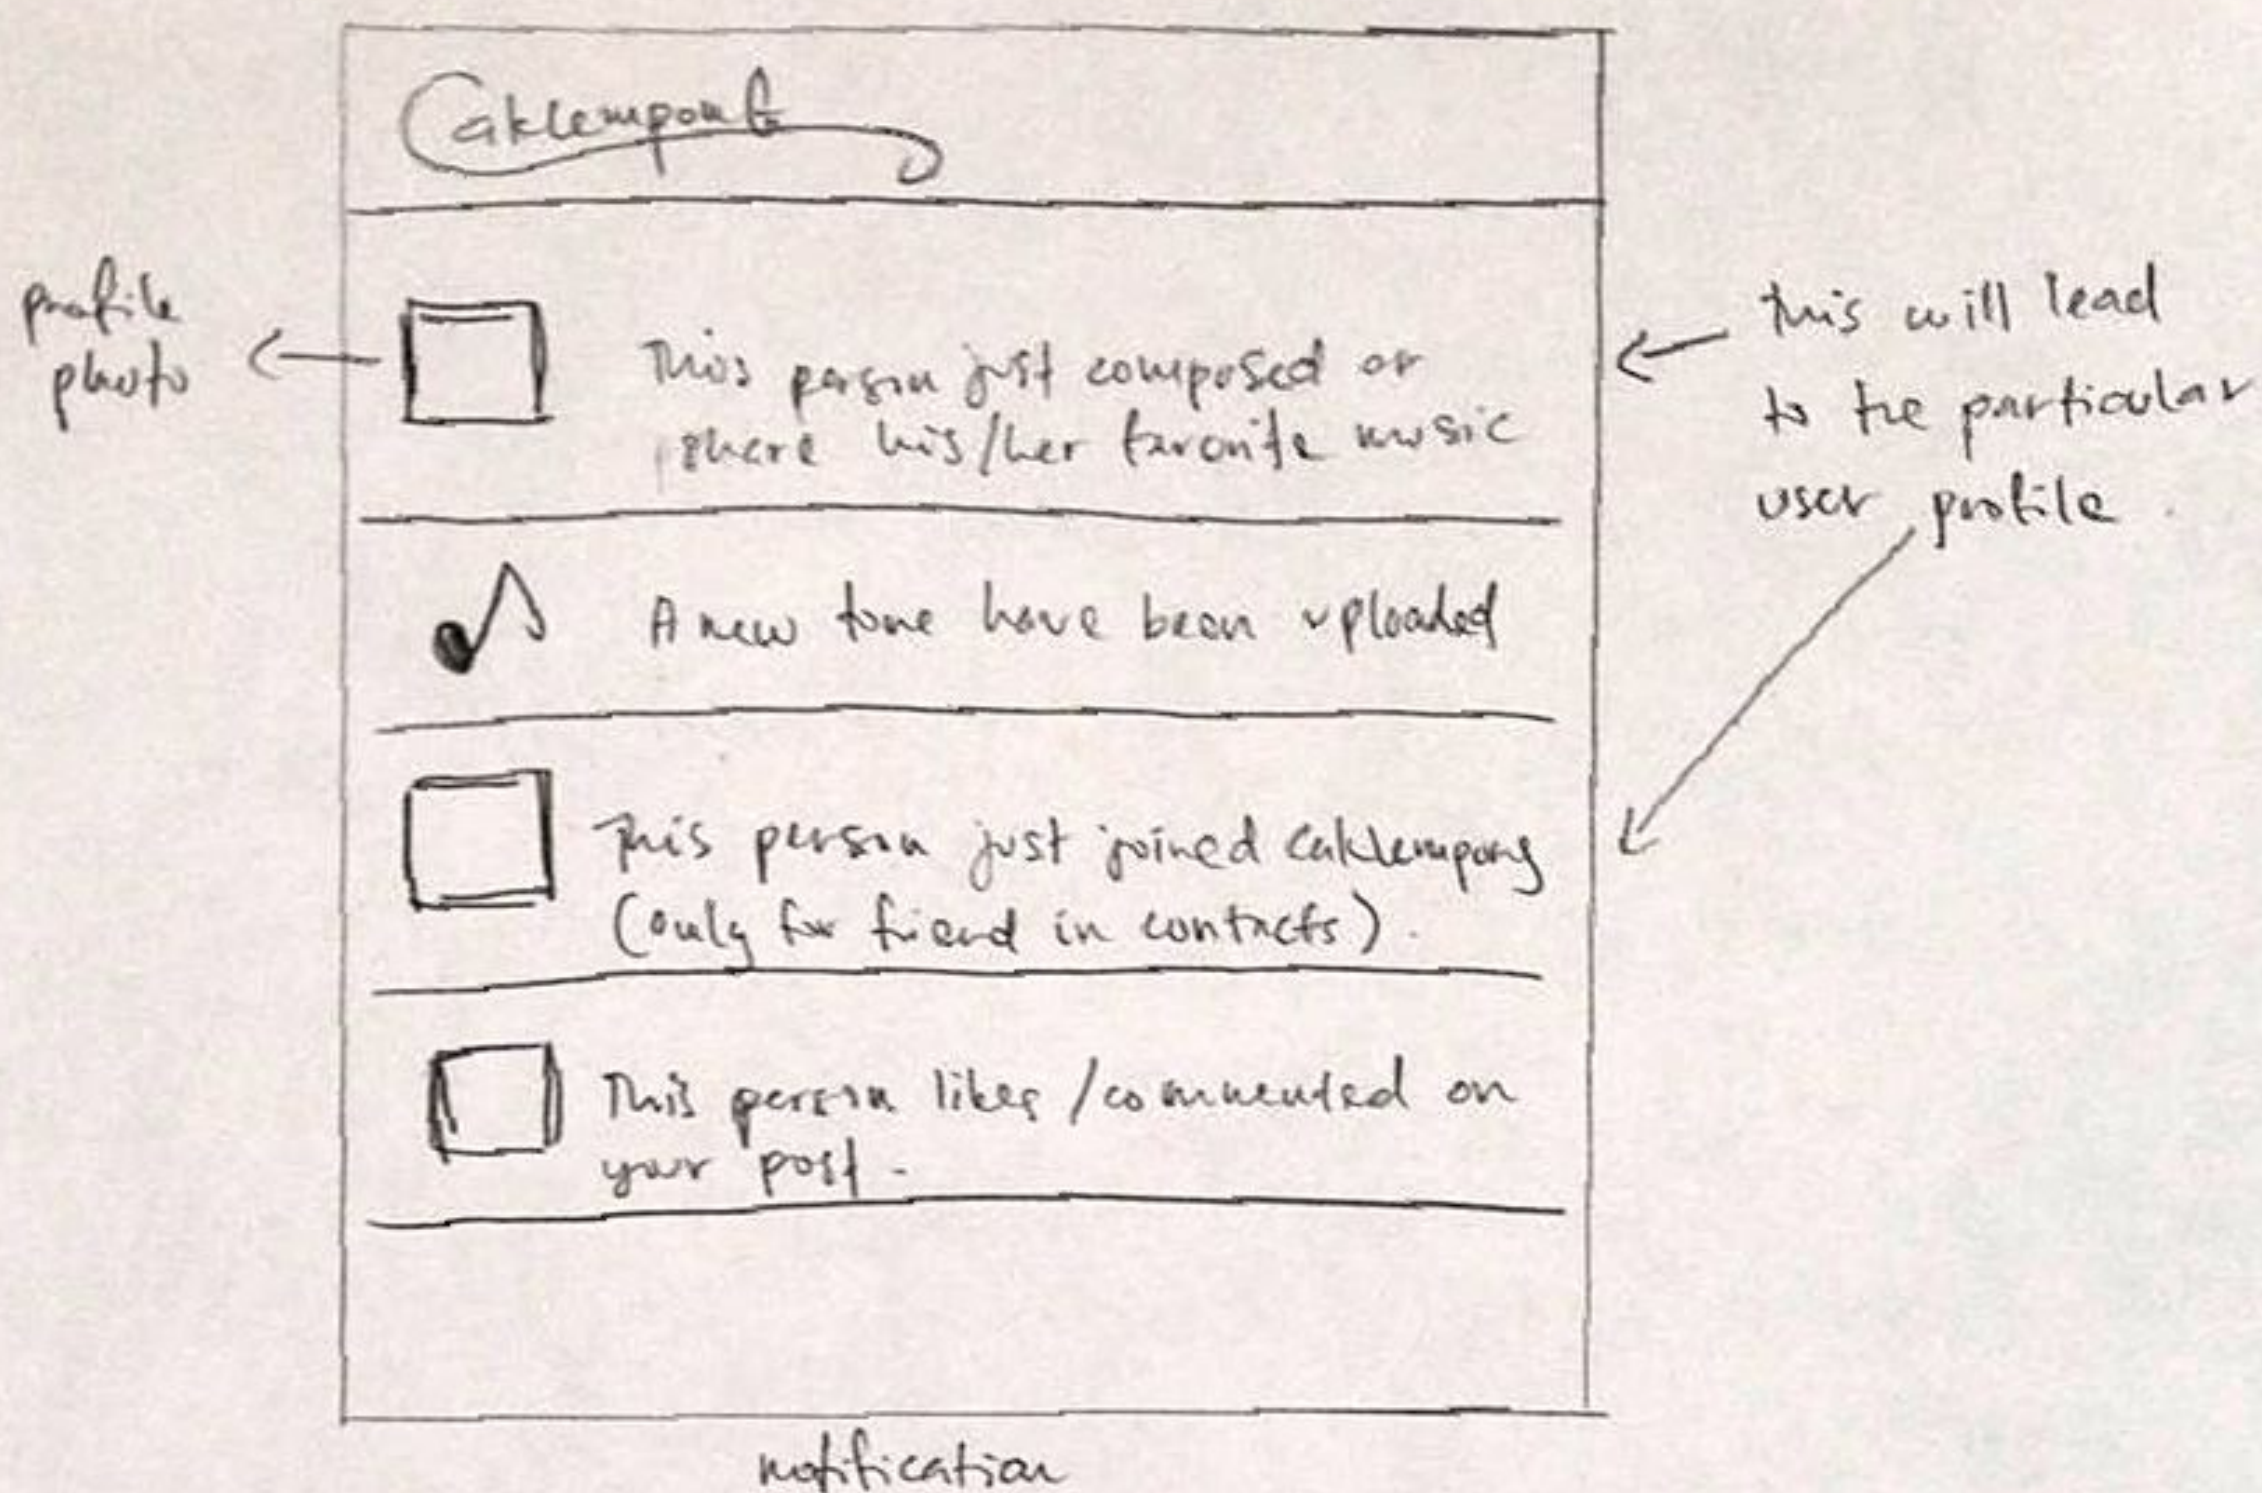 Caklempong
profile
photo
This person just composed or
share his/her favorite music
this will lead
to the particular
user profile.
A new tone have been uploaded
This person just joined caklempong
(only for friend in contacts).
This person likes/commented on
your post.
notification